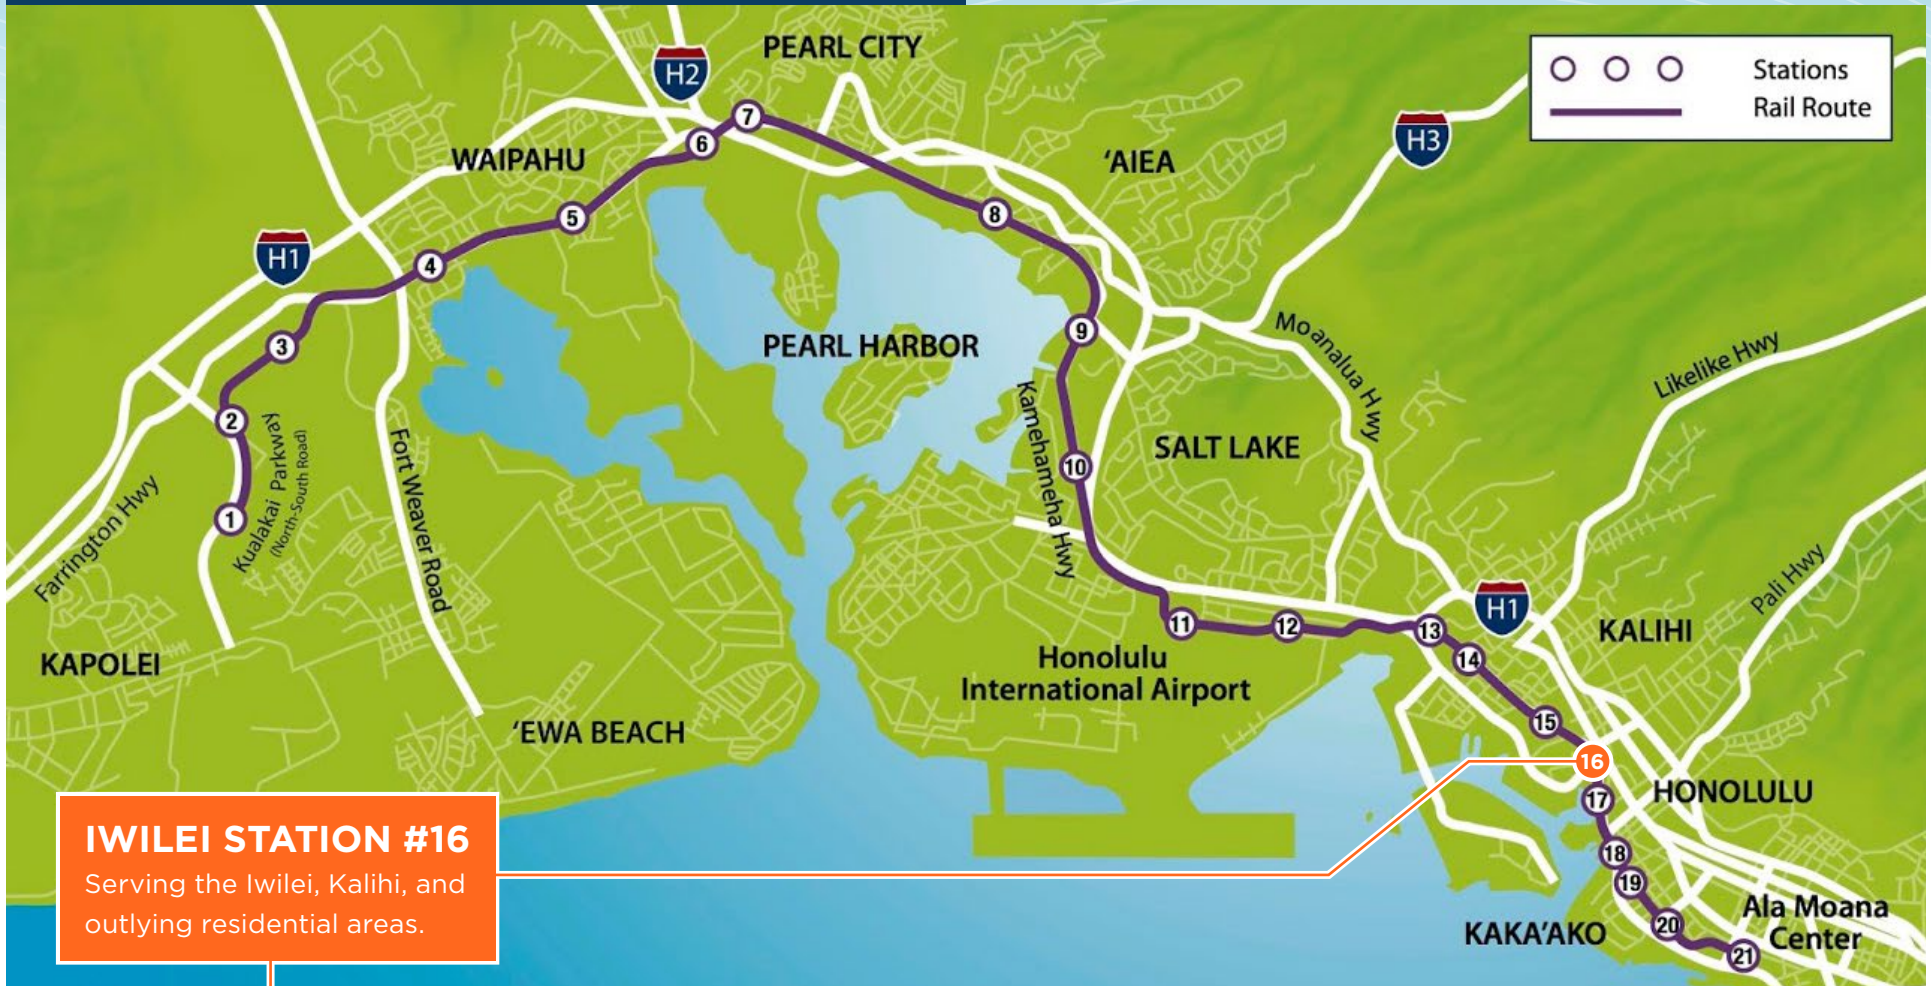 PEARL CITY
H2
Stations
Rail Route
7
H3
6
WAIPAHU
'AIEA
5
8
H1
4
9
3
PEARL HARBOR
Moanalua Hwy
Likelike Hwy
2
Kualakai Parkway
(North-South Road)
Fort Weaver Road
Kamehameha Hwy
SALT LAKE
10
1
Farrington Hwy
Pali Hwy
H1
11
12
13
KALIHI
14
KAPOLEI
Honolulu
International Airport
15
'EWA BEACH
16
17
HONOLULU
IWILEI STATION #16
Serving the Iwilei, Kalihi, and
outlying residential areas.
18
19
20
Ala Moana
Center
KAKA'AKO
21